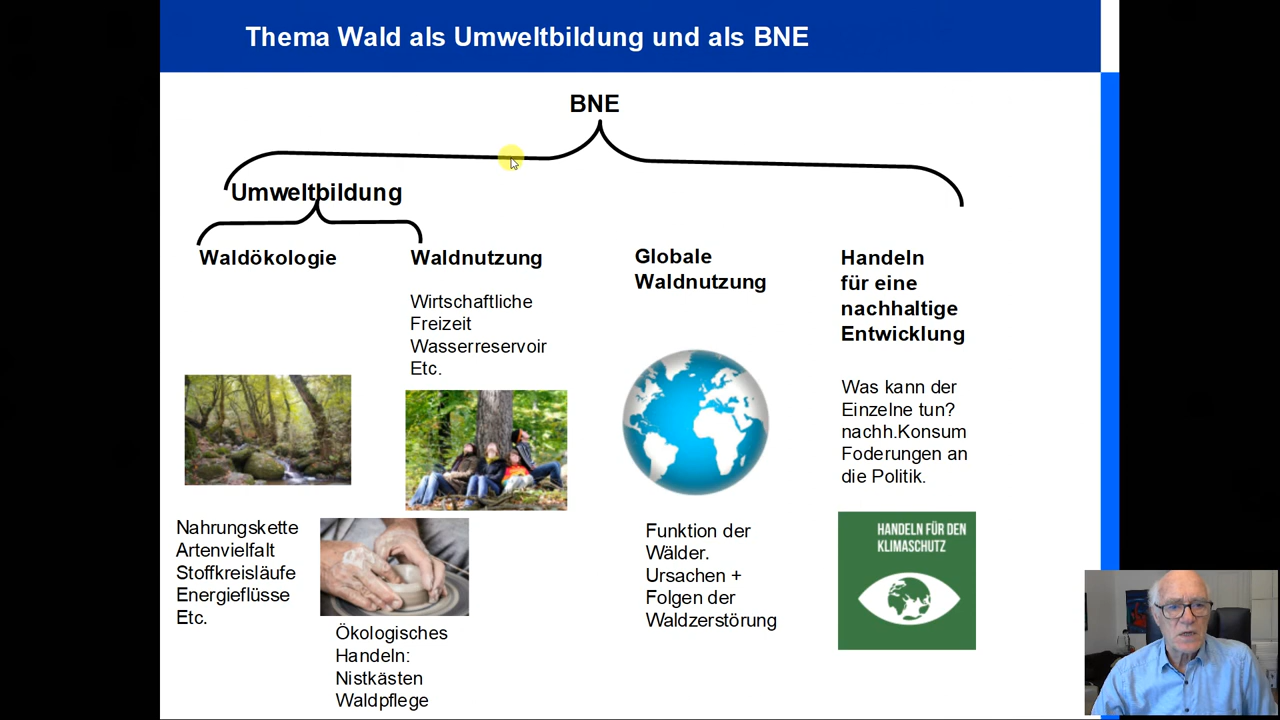 Thema Wald als Umweltbildung und als BNE
BNE
Umweltbildung
Waldökologie
Nahrungskette
Artenvielfalt
Stoffkreisläufe
Energieflüsse
Etc.
Ökologisches
Handeln:
Nistkästen
Waldpflege
Waldnutzung
Wirtschaftliche
Freizeit
Wasserreservoir
Etc.
Globale
Waldnutzung
Funktion der
Wälder.
Ursachen +
Folgen der
Waldzerstörung
Handeln
für eine
nachhaltige
Entwicklung
Was kann der
Einzelne tun?
nachh.Konsum
Foderungen an
die Politik.
HANDELN FÜR DEN
KLIMASCHUTZ